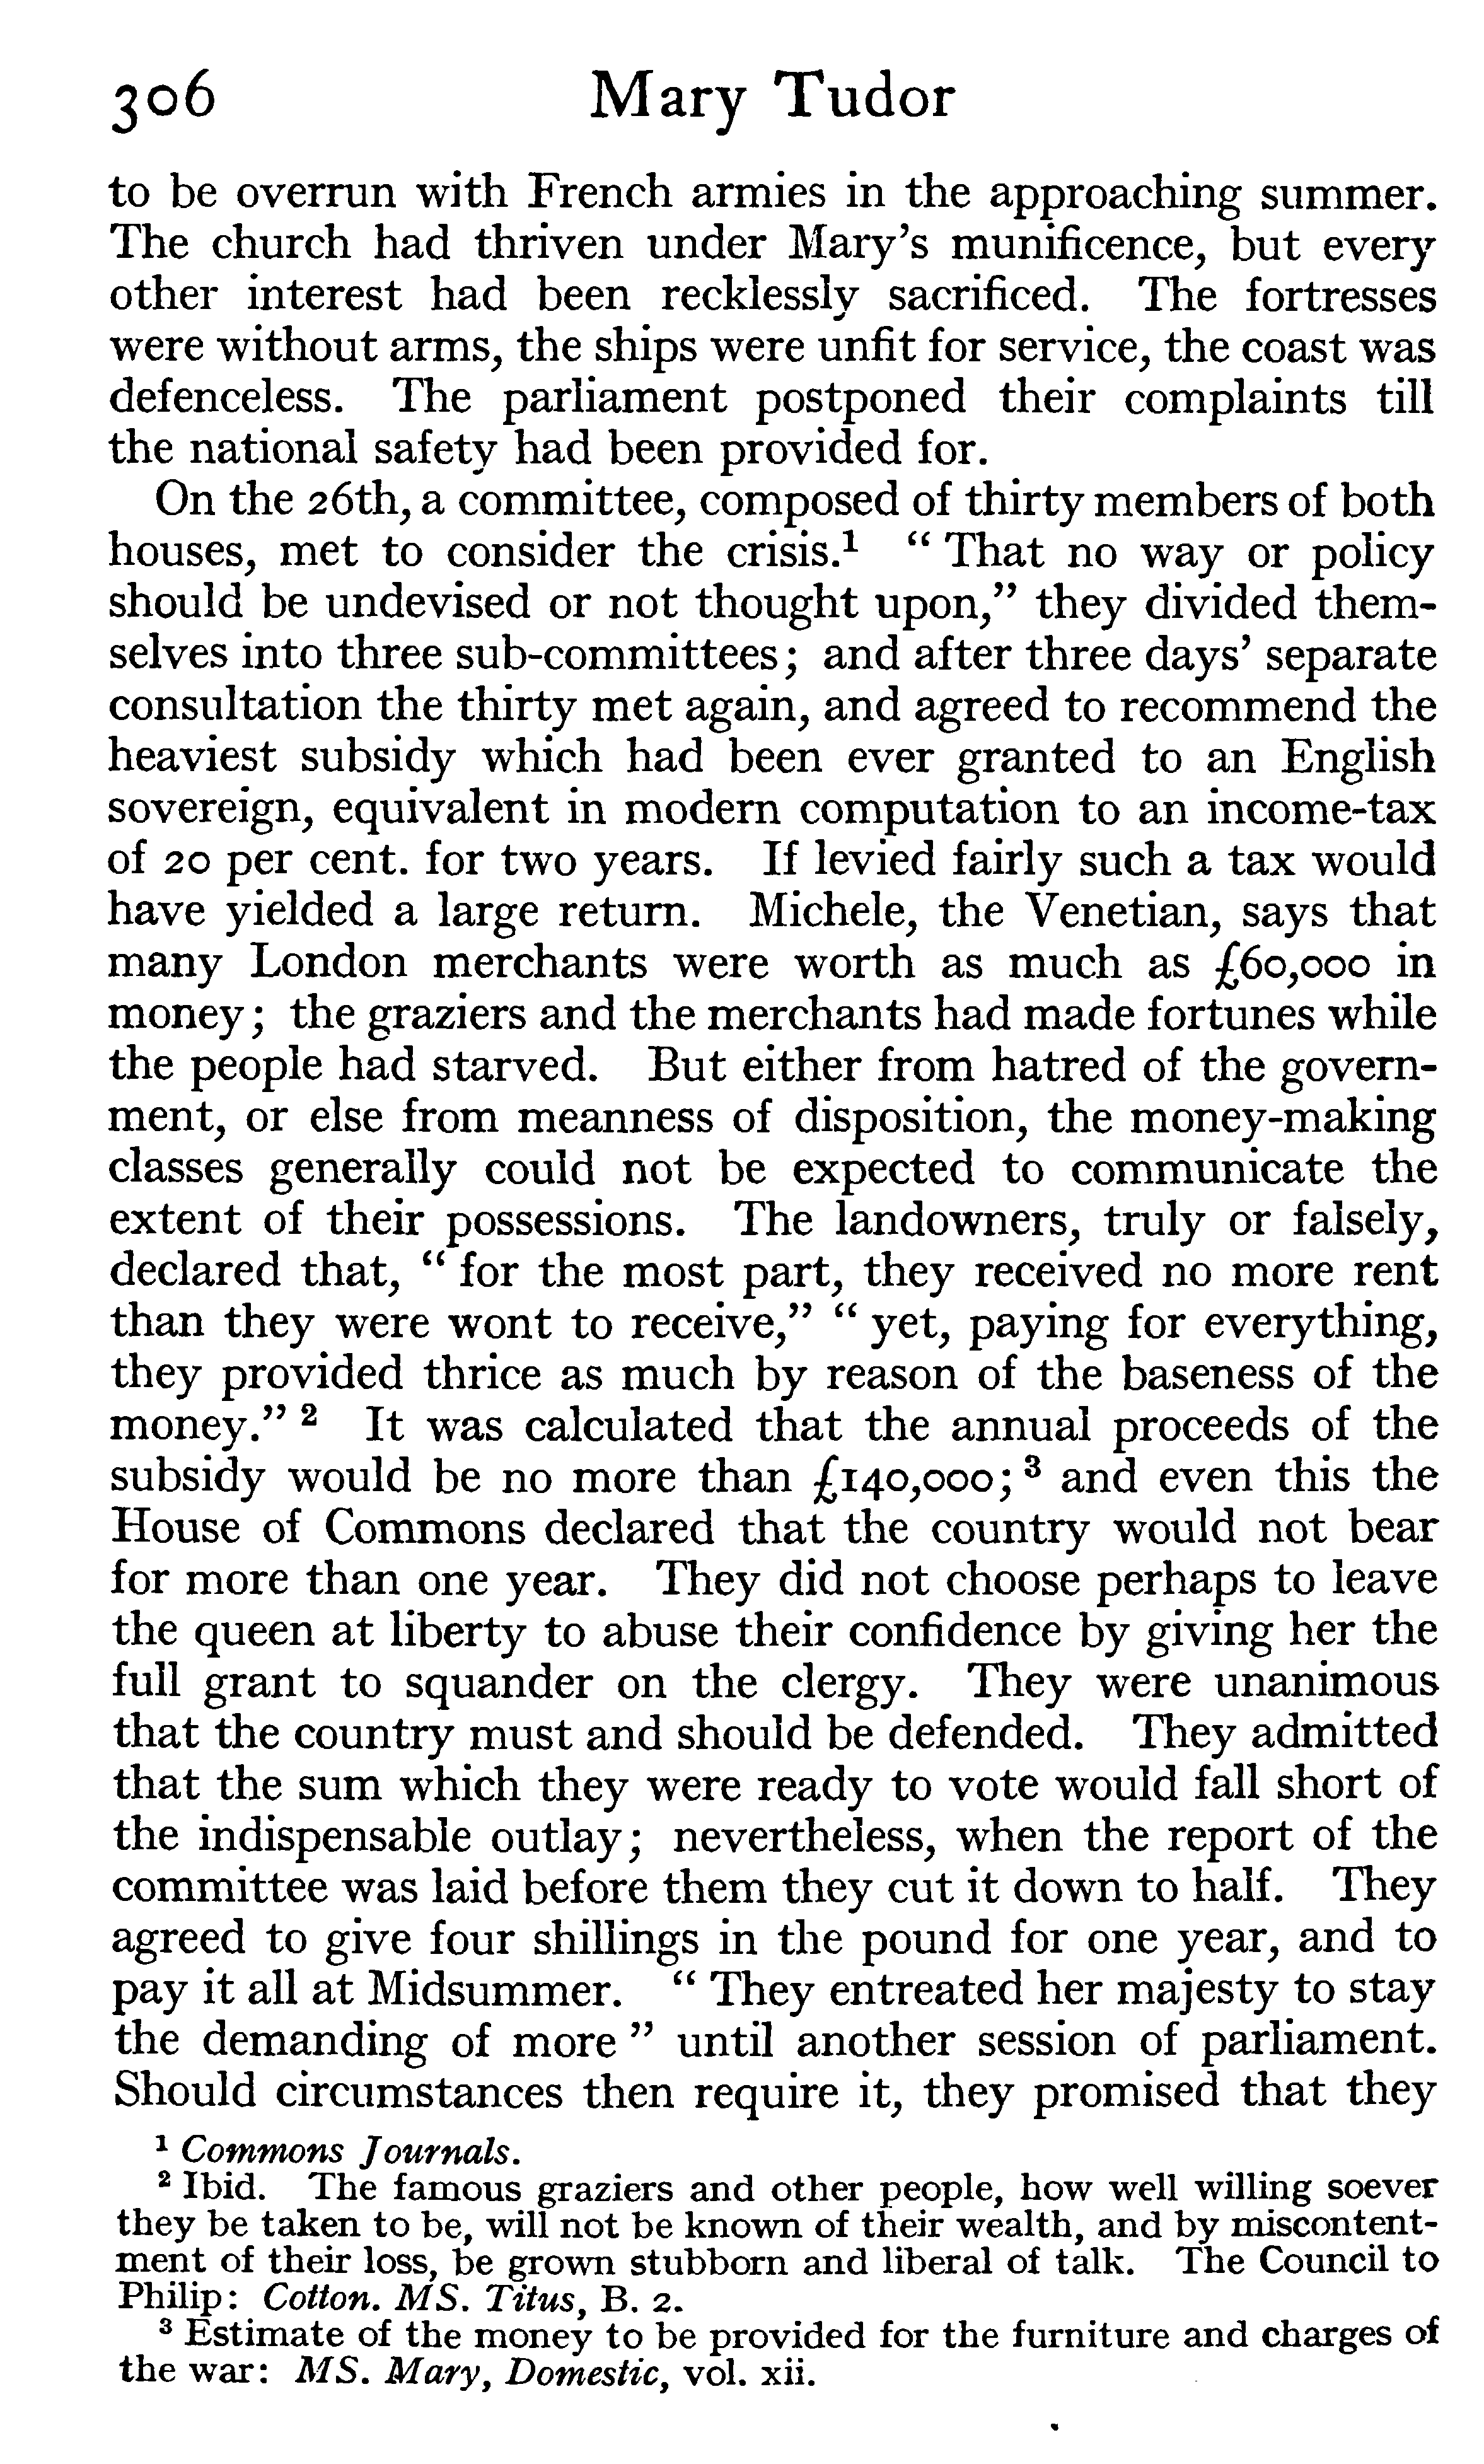 306 Mary Tudor
to be overrun with French armies in the approaching summer.
The church had thriven under Mary's munificence, but every
other interest had been recklessly sacrificed. The fortresses
were without arms, the ships were unfit for service, the coast was
defenceless. The parliament postponed their complaints till
the national safety had been provided for.
On the 26th, a committee, composed of thirty members of both
houses, met to consider the crisis.¹ “ That no way or policy
should be undevised or not thought upon,” they divided them-
selves into three sub-committees; and after three days’ separate
consultation the thirty met again, and agreed to recommend the
heaviest subsidy which had been ever granted to an English
sovereign, equivalent in modern computation to an income-tax
of 20 per cent. for two years. If levied fairly such a tax would
have yielded a large return. Michele, the Venetian, says that
many London merchants were worth as much as £60,000 in
money; the graziers and the merchants had made fortunes while
the people had starved. But either from hatred of the govern-
ment, or else from meanness of disposition, the money-making
classes generally could not be expected to communicate the
extent of their possessions. The landowners, truly or falsely,
declared that, “ for the most part, they received no more rent
than they were wont to receive,” “ yet, paying for everything,
they provided thrice as much by reason of the baseness of the
money.” ² It was calculated that the annual proceeds of the
subsidy would be no more than £140,000; ³ and even this the
House of Commons declared that the country would not bear
for more than one year. They did not choose perhaps to leave
the queen at liberty to abuse their confidence by giving her the
full grant to squander on the clergy. They were unanimous
that the country must and should be defended. They admitted
that the sum which they were ready to vote would fall short of
the indispensable outlay; nevertheless, when the report of the
committee was laid before them they cut it down to half. They
agreed to give four shillings in the pound for one year, and to
pay it all at Midsummer. “ They entreated her majesty to stay
the demanding of more ” until another session of parliament.
Should circumstances then require it, they promised that they
¹ Commons Journals.
² Ibid. The famous graziers and other people, how well willing soever
they be taken to be, will not be known of their wealth, and by miscontent-
ment of their loss, be grown stubborn and liberal of talk. The Council to
Philip: Cotton. MS. Titus, B. 2.
³ Estimate of the money to be provided for the furniture and charges of
the war: MS. Mary, Domestic, vol. xii.